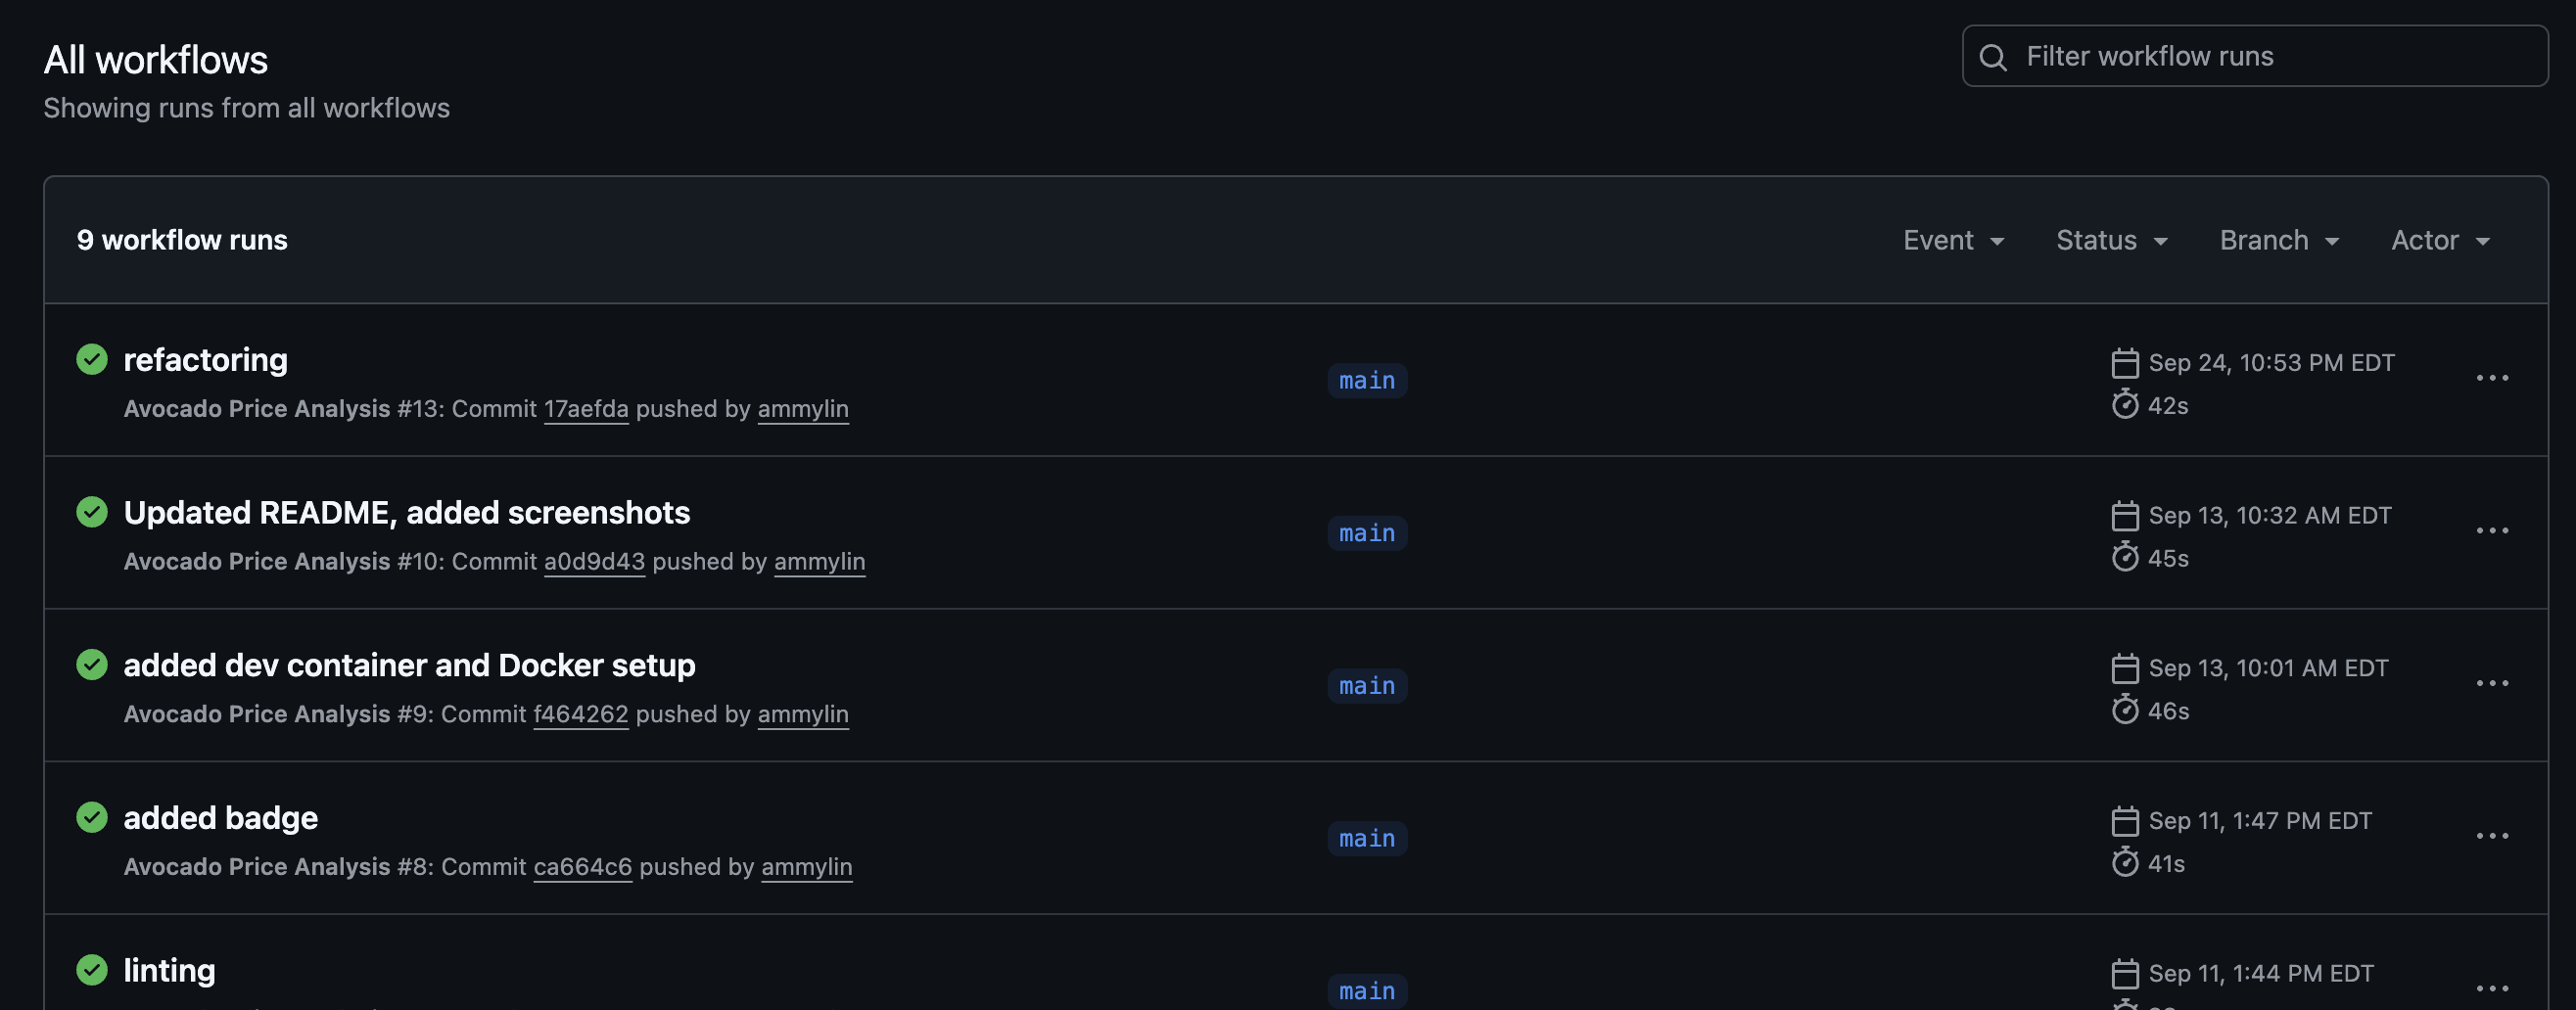 All workflows
Filter workflow runs
Showing runs from all workflows
9 workflow runs
Event Status Branch Actor
refactoring
Avocado Price Analysis #13: Commit 17aefda pushed by ammylin
main
Sep 24, 10:53 PM EDT
42s
Updated README, added screenshots
Avocado Price Analysis #10: Commit a0d9d43 pushed by ammylin
main
Sep 13, 10:32 AM EDT
45s
added dev container and Docker setup
Avocado Price Analysis #9: Commit f464262 pushed by ammylin
main
Sep 13, 10:01 AM EDT
46s
added badge
Avocado Price Analysis #8: Commit ca664c6 pushed by ammylin
main
Sep 11, 1:47 PM EDT
41s
linting
main
Sep 11, 1:44 PM EDT